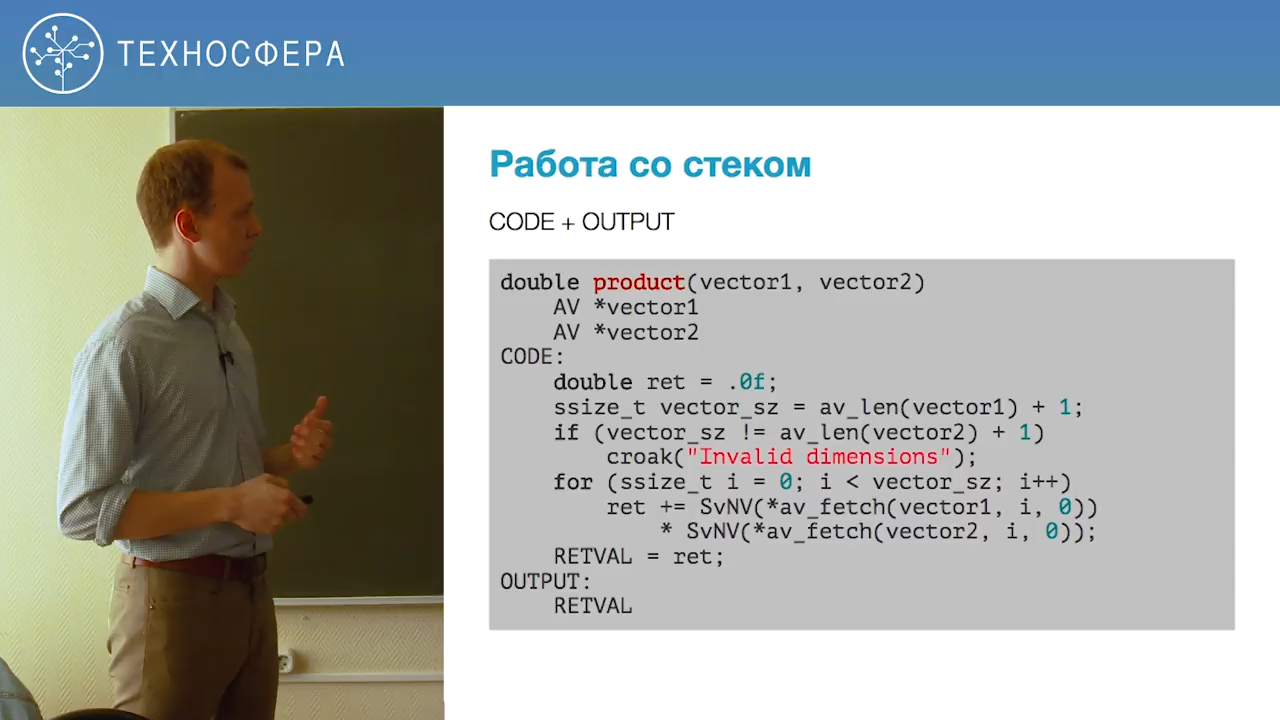 ТЕХНОСФЕРА
Работа со стеком
CODE + OUTPUT
double product(vector1, vector2)
    AV *vector1
    AV *vector2
CODE:
    double ret = .0f;
    ssize_t vector_sz = av_len(vector1) + 1;
    if (vector_sz != av_len(vector2) + 1)
        croak("Invalid dimensions");
    for (ssize_t i = 0; i < vector_sz; i++)
        ret += SvNV(*av_fetch(vector1, i, 0))
            * SvNV(*av_fetch(vector2, i, 0));
    RETVAL = ret;
OUTPUT:
    RETVAL